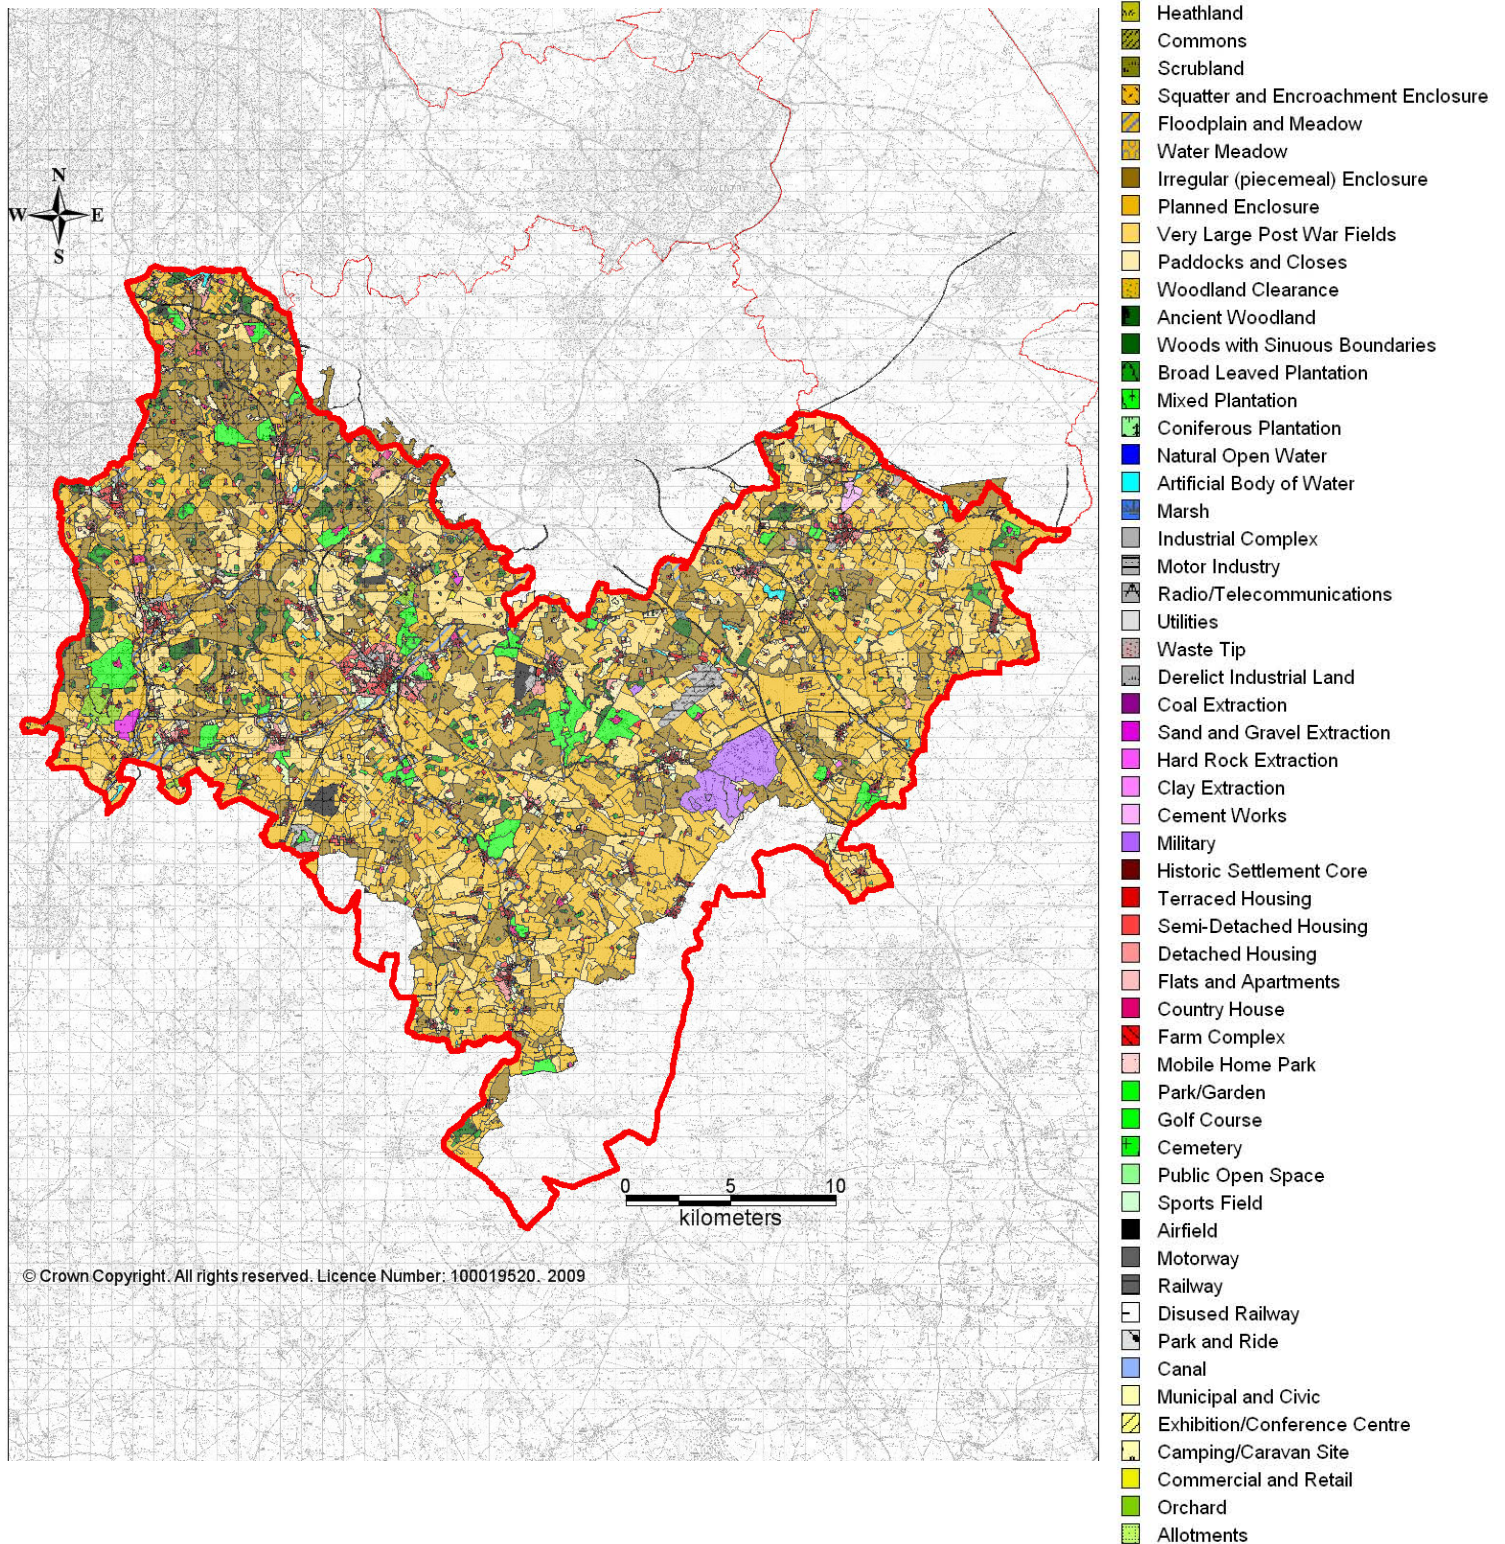 N
W E
S
0 5 10
kilometers
© Crown Copyright. All rights reserved. Licence Number: 100019520. 2009
Heathland
Commons
Scrubland
Squatter and Encroachment Enclosure
Floodplain and Meadow
Water Meadow
Irregular (piecemeal) Enclosure
Planned Enclosure
Very Large Post War Fields
Paddocks and Closes
Woodland Clearance
Ancient Woodland
Woods with Sinuous Boundaries
Broad Leaved Plantation
Mixed Plantation
Coniferous Plantation
Natural Open Water
Artificial Body of Water
Marsh
Industrial Complex
Motor Industry
Radio/Telecommunications
Utilities
Waste Tip
Derelict Industrial Land
Coal Extraction
Sand and Gravel Extraction
Hard Rock Extraction
Clay Extraction
Cement Works
Military
Historic Settlement Core
Terraced Housing
Semi-Detached Housing
Detached Housing
Flats and Apartments
Country House
Farm Complex
Mobile Home Park
Park/Garden
Golf Course
Cemetery
Public Open Space
Sports Field
Airfield
Motorway
Railway
Disused Railway
Park and Ride
Canal
Municipal and Civic
Exhibition/Conference Centre
Camping/Caravan Site
Commercial and Retail
Orchard
Allotments